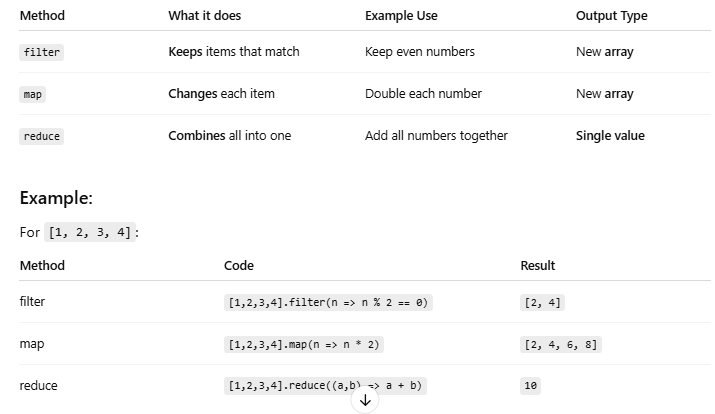 Method What it does Example Use Output Type
filter Keeps items that match Keep even numbers New array
map Changes each item Double each number New array
reduce Combines all into one Add all numbers together Single value
Example:
For [1, 2, 3, 4]:
Method Code Result
filter [1,2,3,4].filter(n => n % 2 == 0) [2, 4]
map [1,2,3,4].map(n => n * 2) [2, 4, 6, 8]
reduce [1,2,3,4].reduce((a,b) => a + b) 10